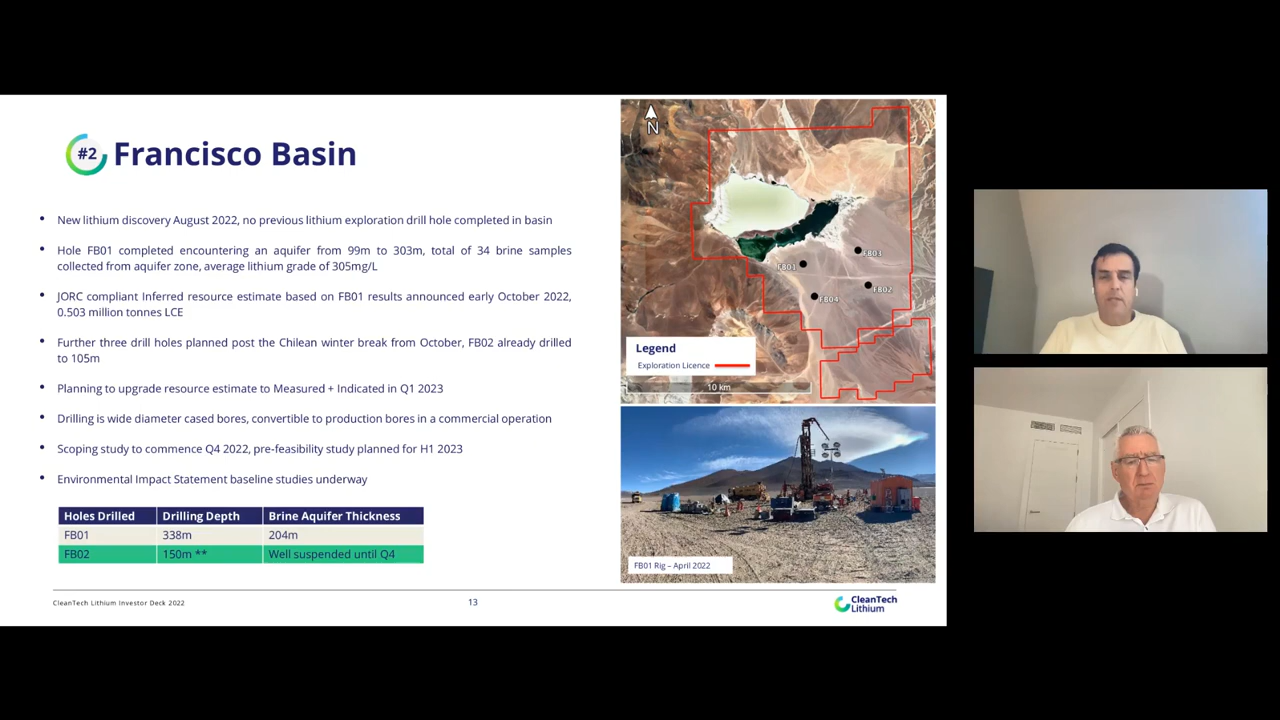 #2 Francisco Basin
• New lithium discovery August 2022, no previous lithium exploration drill hole completed in basin
• Hole FB01 completed encountering an aquifer from 99m to 303m, total of 34 brine samples
collected from aquifer zone, average lithium grade of 305mg/L
• JORC compliant Inferred resource estimate based on FB01 results announced early October 2022,
0.503 million tonnes LCE
• Further three drill holes planned post the Chilean winter break from October, FB02 already drilled
to 105m
• Planning to upgrade resource estimate to Measured + Indicated in Q1 2023
• Drilling is wide diameter cased bores, convertible to production bores in a commercial operation
• Scoping study to commence Q4 2022, pre-feasibility study planned for H1 2023
• Environmental Impact Statement baseline studies underway
Holes Drilled Drilling Depth Brine Aquifer Thickness
FB01 338m 204m
FB02 150m ** Well suspended until Q4
N
FB03
FB01
FB02
FB04
Legend
Exploration Licence
10 km
FB01 Rig – April 2022
CleanTech Lithium Investor Deck 2022
13
CleanTech
Lithium